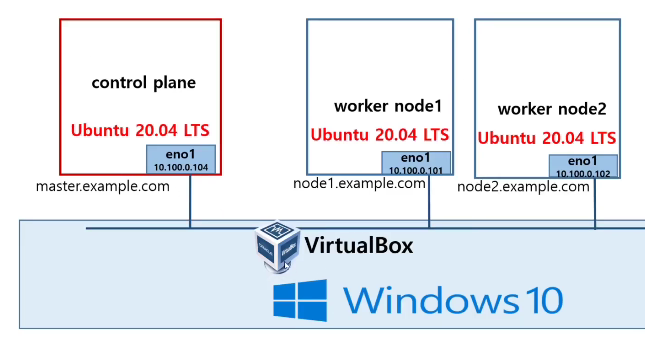 control plane
Ubuntu 20.04 LTS
eno1
10.100.0.104
master.example.com
worker node1
Ubuntu 20.04 LTS
eno1
10.100.0.101
node1.example.com
worker node2
Ubuntu 20.04 LTS
eno1
10.100.0.102
node2.example.com
VirtualBox
Windows 10